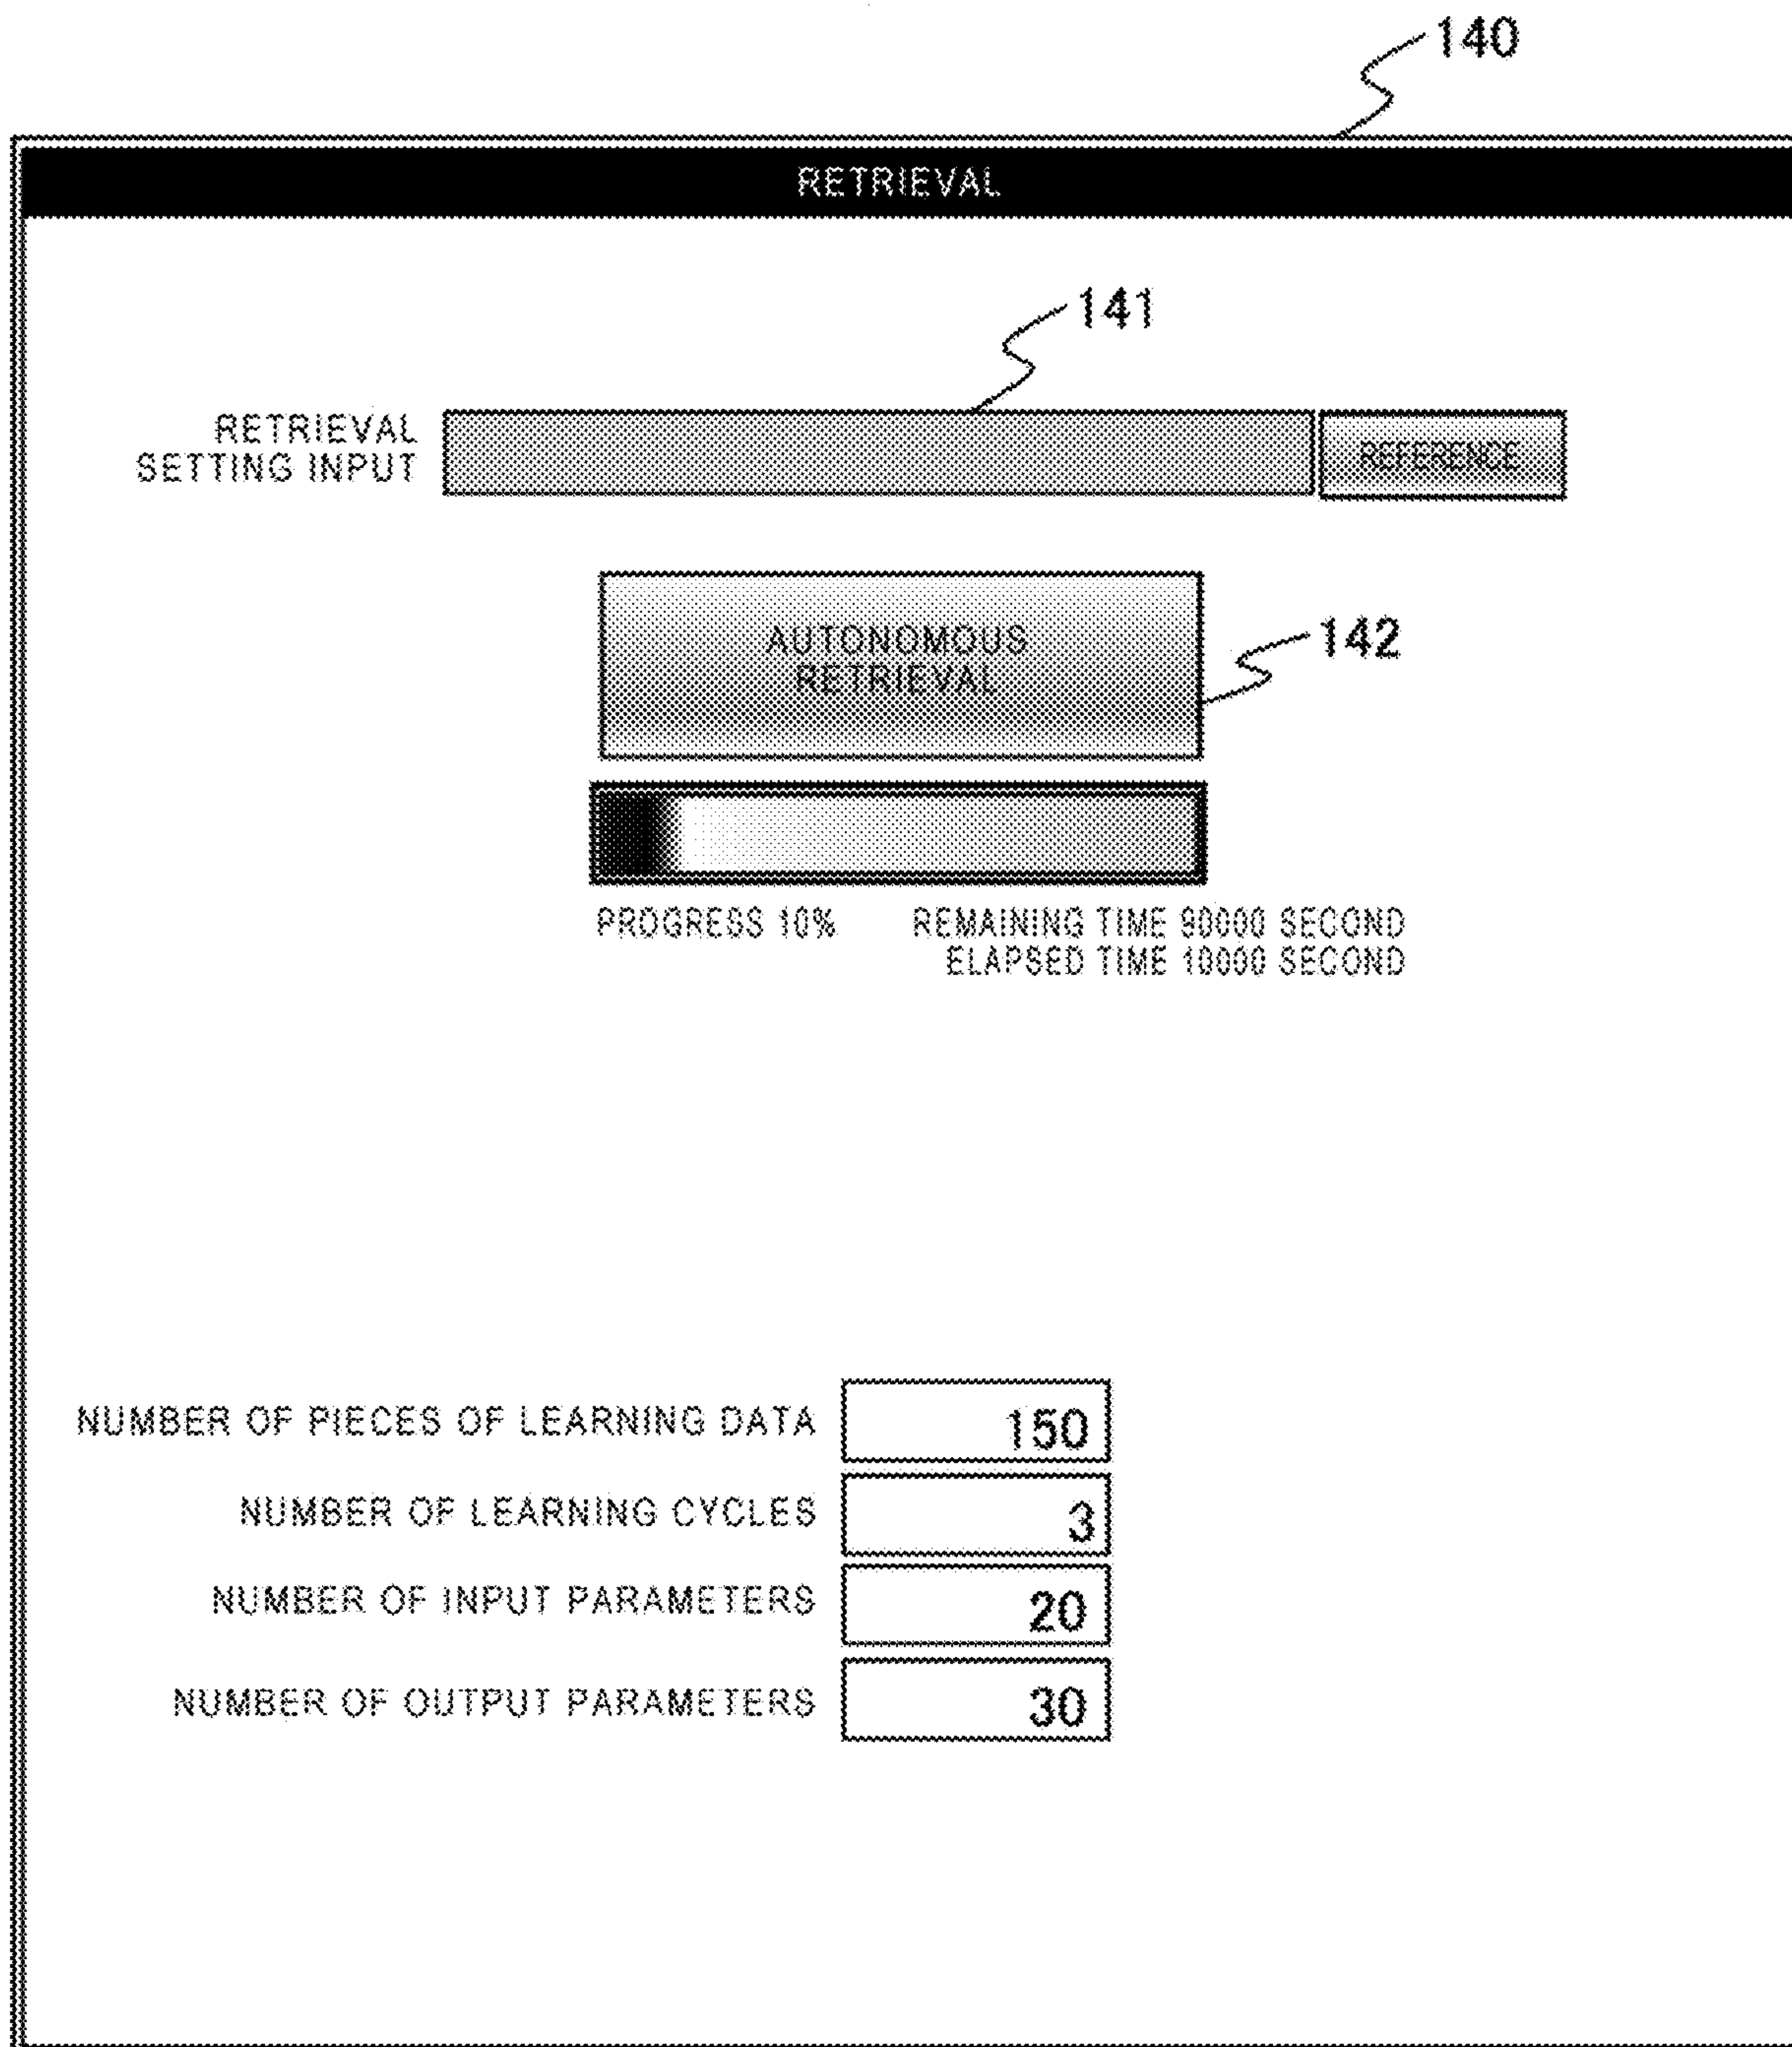 140
RETRIEVAL
141
RETRIEVAL
SETTING INPUT
REFERENCE
AUTONOMOUS
RETRIEVAL
142
PROGRESS 10%
REMAINING TIME 90000 SECOND
ELAPSED TIME 10000 SECOND
NUMBER OF PIECES OF LEARNING DATA 150
NUMBER OF LEARNING CYCLES 3
NUMBER OF INPUT PARAMETERS 20
NUMBER OF OUTPUT PARAMETERS 30